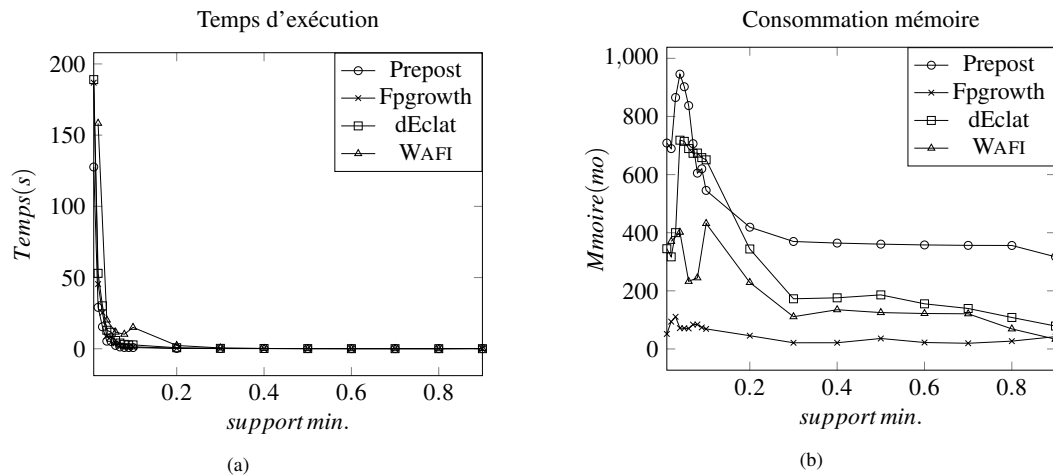 Temps d’exécution
200
150
100
50
0
0.2 0.4 0.6 0.8
Temps(s)
support min.
Prepost
Fpgrowth
dEclat
WAFI
(a)
Consommation mémoire
1,000
800
600
400
200
0
0.2 0.4 0.6 0.8
Mmoire(mo)
support min.
Prepost
Fpgrowth
dEclat
WAFI
(b)